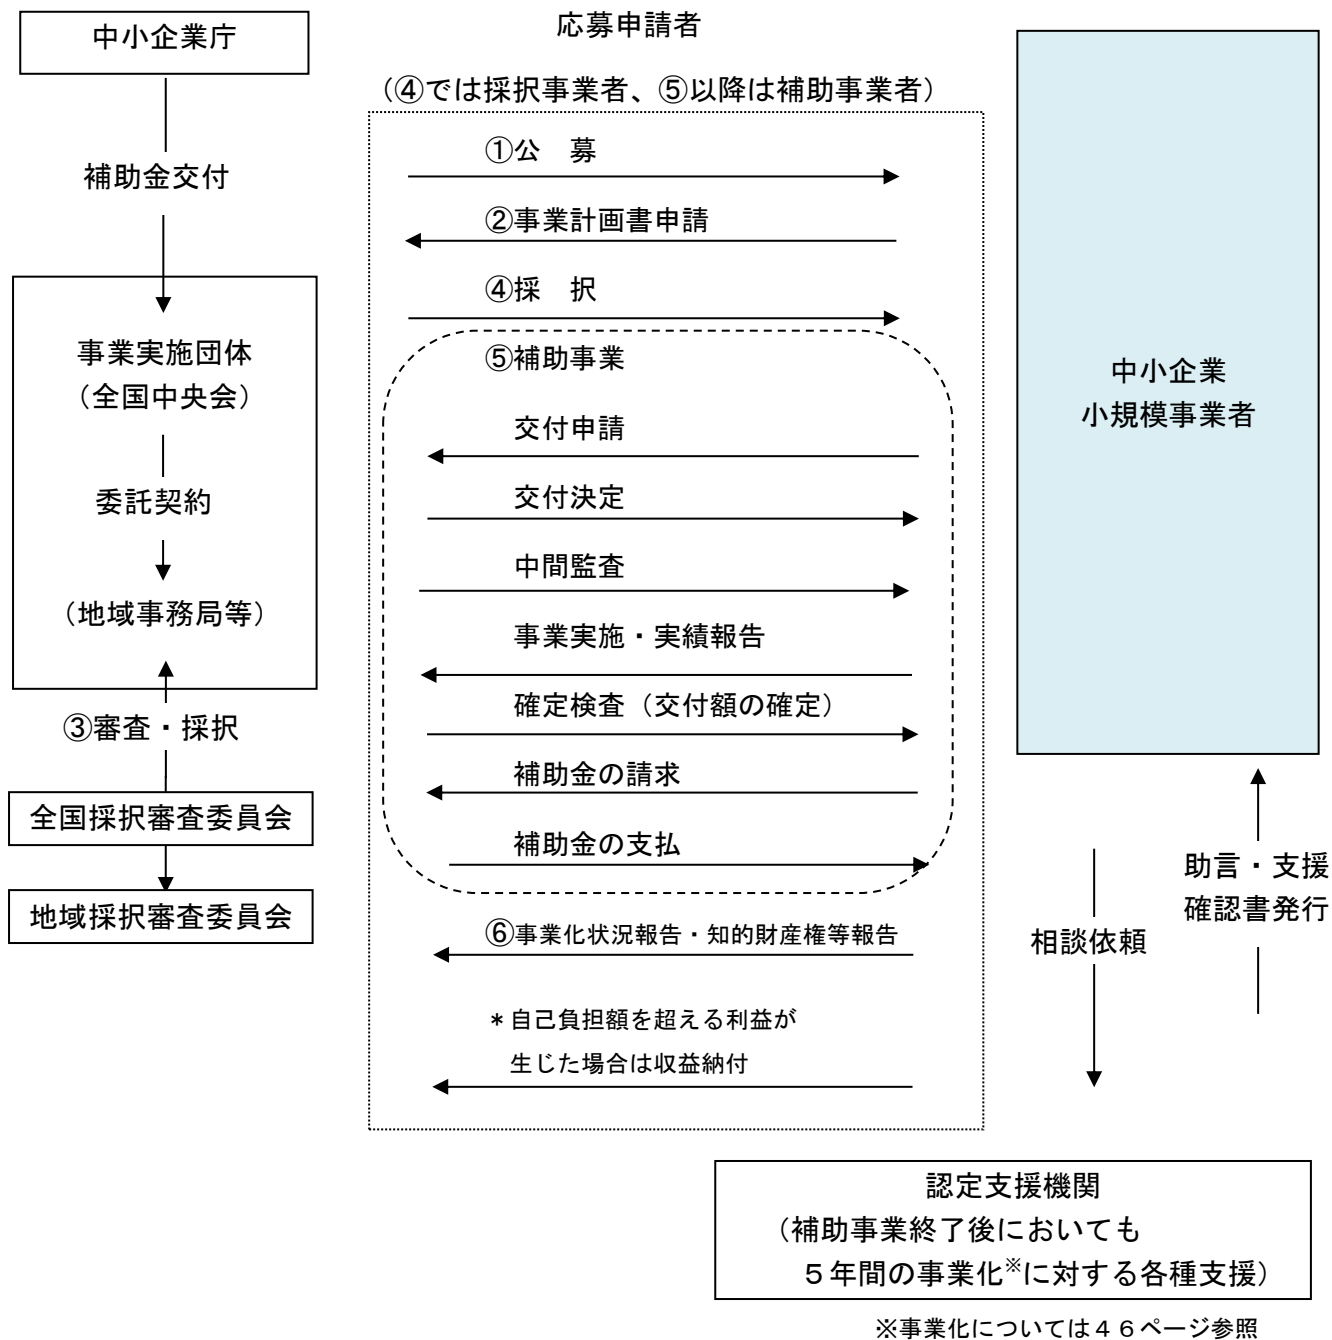 中小企業庁
補助金交付
事業実施団体
（全国中央会）
委託契約
（地域事務局等）
③審査・採択
全国採択審査委員会
地域採択審査委員会
応募申請者
（④では採択事業者、⑤以降は補助事業者）
①公　募
②事業計画書申請
④採　択
⑤補助事業
交付申請
交付決定
中間監査
事業実施・実績報告
確定検査（交付額の確定）
補助金の請求
補助金の支払
⑥事業化状況報告・知的財産権等報告
＊自己負担額を超える利益が
生じた場合は収益納付
中小企業
小規模事業者
相談依頼
助言・支援
確認書発行
認定支援機関
（補助事業終了後においても
５年間の事業化※に対する各種支援）
※事業化については４６ページ参照